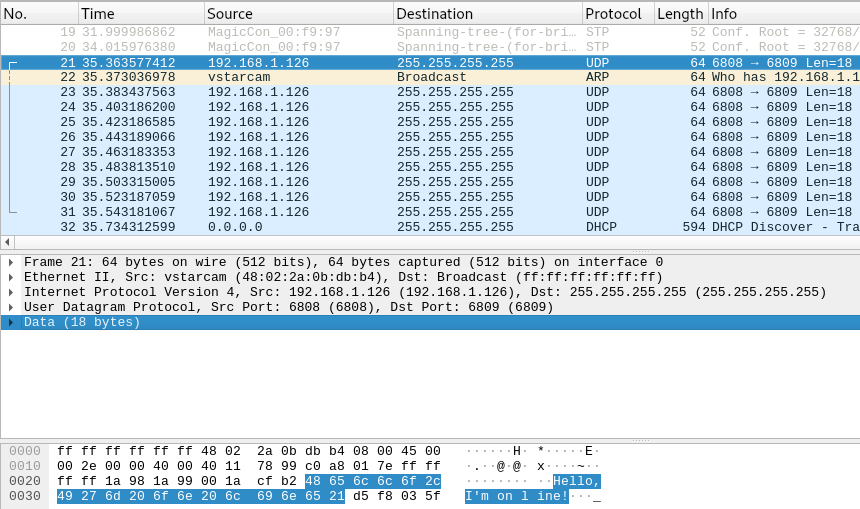 No. Time Source Destination Protocol Length Info
19 31.999986862 MagicCon_00:f9:97 Spanning-tree-(for-bri… STP 52 Conf. Root = 32768/
20 34.015976380 MagicCon_00:f9:97 Spanning-tree-(for-bri… STP 52 Conf. Root = 32768/
21 35.363577412 192.168.1.126 255.255.255.255 UDP 64 6808 → 6809 Len=18
22 35.373036978 vstarcam Broadcast ARP 64 Who has 192.168.1.1
23 35.383437563 192.168.1.126 255.255.255.255 UDP 64 6808 → 6809 Len=18
24 35.403186200 192.168.1.126 255.255.255.255 UDP 64 6808 → 6809 Len=18
25 35.423186585 192.168.1.126 255.255.255.255 UDP 64 6808 → 6809 Len=18
26 35.443189066 192.168.1.126 255.255.255.255 UDP 64 6808 → 6809 Len=18
27 35.463183353 192.168.1.126 255.255.255.255 UDP 64 6808 → 6809 Len=18
28 35.483813510 192.168.1.126 255.255.255.255 UDP 64 6808 → 6809 Len=18
29 35.503315005 192.168.1.126 255.255.255.255 UDP 64 6808 → 6809 Len=18
30 35.523187059 192.168.1.126 255.255.255.255 UDP 64 6808 → 6809 Len=18
31 35.543181067 192.168.1.126 255.255.255.255 UDP 64 6808 → 6809 Len=18
32 35.734312599 0.0.0.0 255.255.255.255 DHCP 594 DHCP Discover - Tra
Frame 21: 64 bytes on wire (512 bits), 64 bytes captured (512 bits) on interface 0
Ethernet II, Src: vstarcam (48:02:2a:0b:db:b4), Dst: Broadcast (ff:ff:ff:ff:ff:ff)
Internet Protocol Version 4, Src: 192.168.1.126 (192.168.1.126), Dst: 255.255.255.255 (255.255.255.255)
User Datagram Protocol, Src Port: 6808 (6808), Dst Port: 6809 (6809)
Data (18 bytes)
0000 ff ff ff ff ff ff 48 02 2a 0b db b4 08 00 45 00 ······H· *·····E·
0010 00 2e 00 00 40 00 40 11 78 99 c0 a8 01 7e ff ff ·.··@·@· x····~··
0020 ff ff 1a 98 1a 99 00 1a cf b2 48 65 6c 6c 6f 2c ········ ··Hello,
0030 49 27 6d 20 6f 6e 20 6c 69 6e 65 21 d5 f8 03 5f I'm on l ine!···_